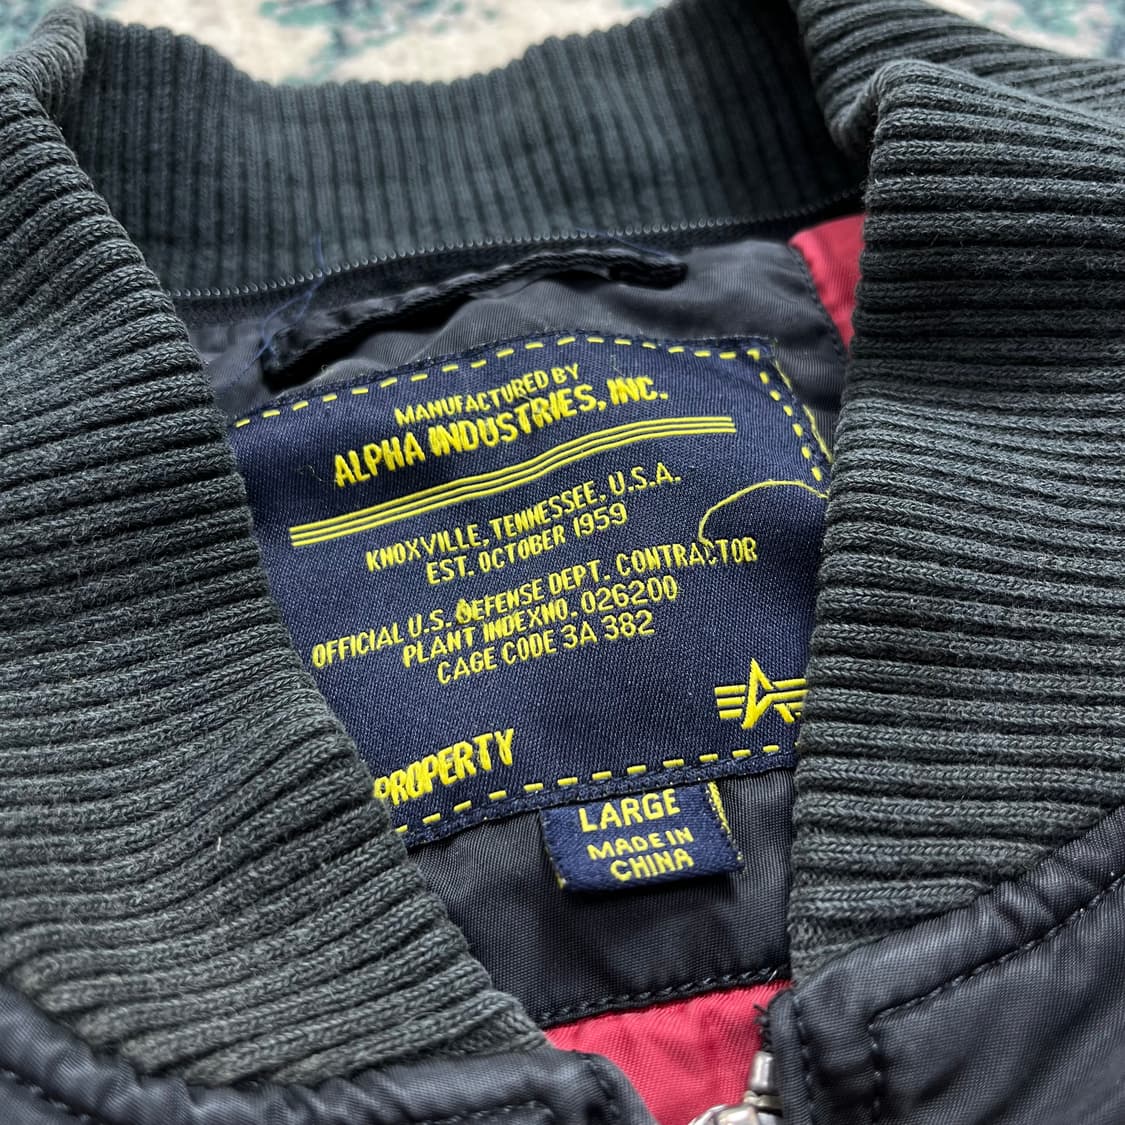 MANUFACTURED BY
ALPHA INDUSTRIES, INC.
KNOXVILLE, TENNESSEE, U.S.A.
EST. OCTOBER 1959
OFFICIAL U.S. DEFENSE DEPT. CONTRACTOR
PLANT INDEXNO. 026200
CAGE CODE 3A 382
PROPERTY
LARGE
MADE IN
CHINA